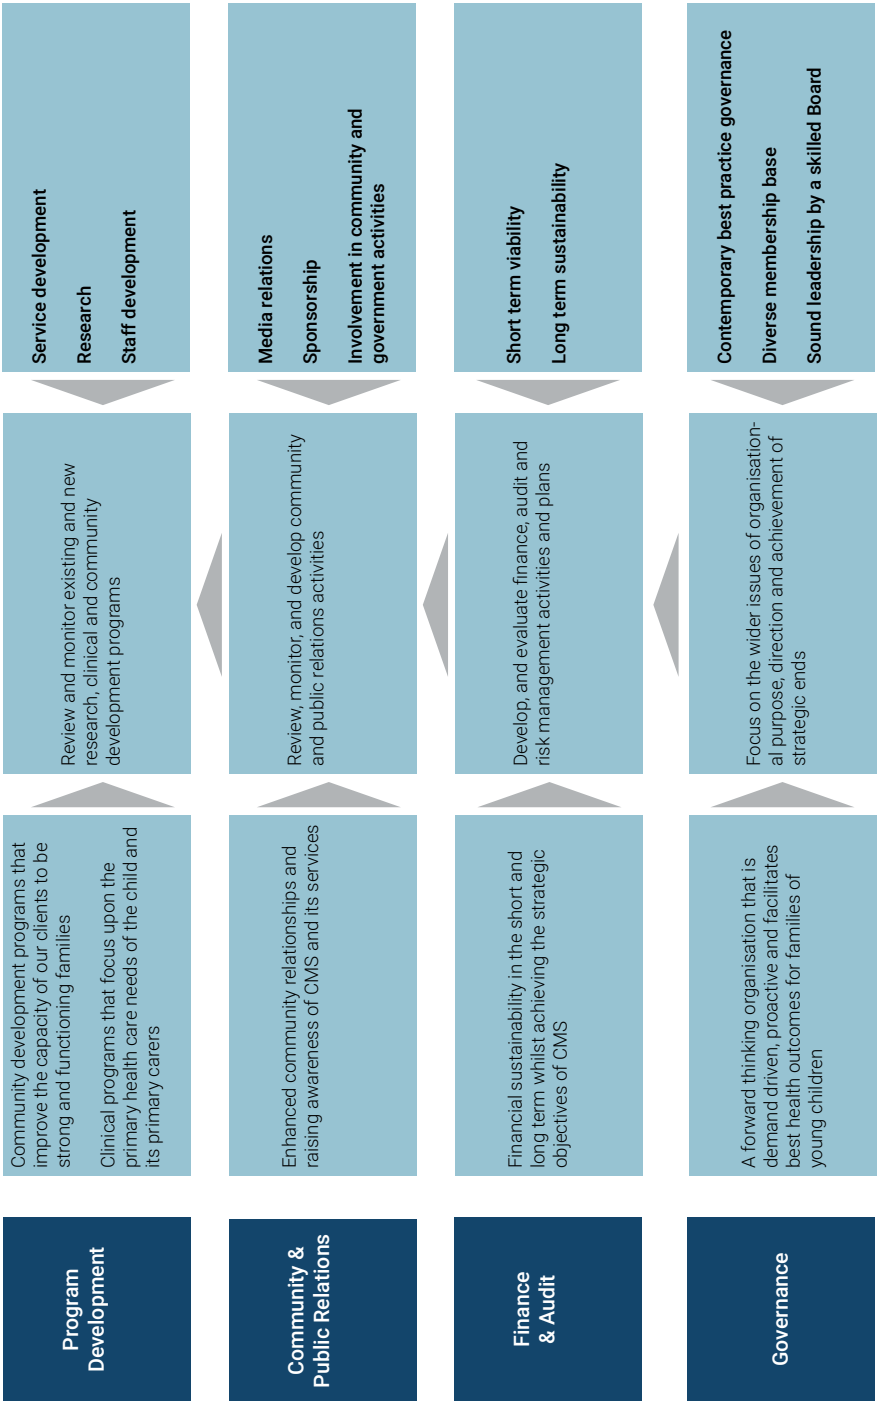 Program
Development
Community development programs that
improve the capacity of our clients to be
strong and functioning families
Clinical programs that focus upon the
primary health care needs of the child and
its primary carers
Review and monitor existing and new
research, clinical and community
development programs
Service development
Research
Staff development
Community &
Public Relations
Enhanced community relationships and
raising awareness of CMS and its services
Review, monitor, and develop community
and public relations activities
Media relations
Sponsorship
Involvement in community and
government activities
Finance
& Audit
Financial sustainability in the short and
long term whilst achieving the strategic
objectives of CMS
Develop, and evaluate finance, audit and
risk management activities and plans
Short term viability
Long term sustainability
Governance
A forward thinking organisation that is
demand driven, proactive and facilitates
best health outcomes for families of
young children
Focus on the wider issues of organisation-
al purpose, direction and achievement of
strategic ends
Contemporary best practice governance
Diverse membership base
Sound leadership by a skilled Board